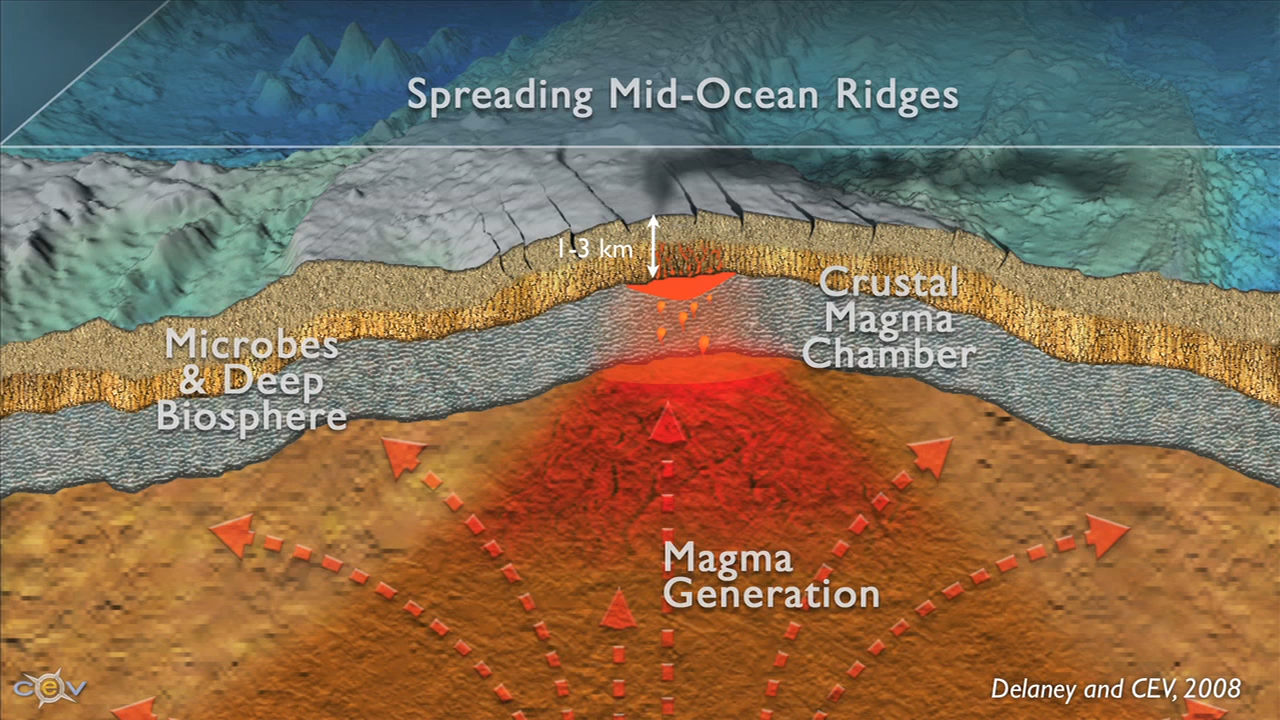 Spreading Mid-Ocean Ridges
1-3 km
Crustal
Magma
Chamber
Microbes
& Deep
Biosphere
Magma
Generation
cev
Delaney and CEV, 2008